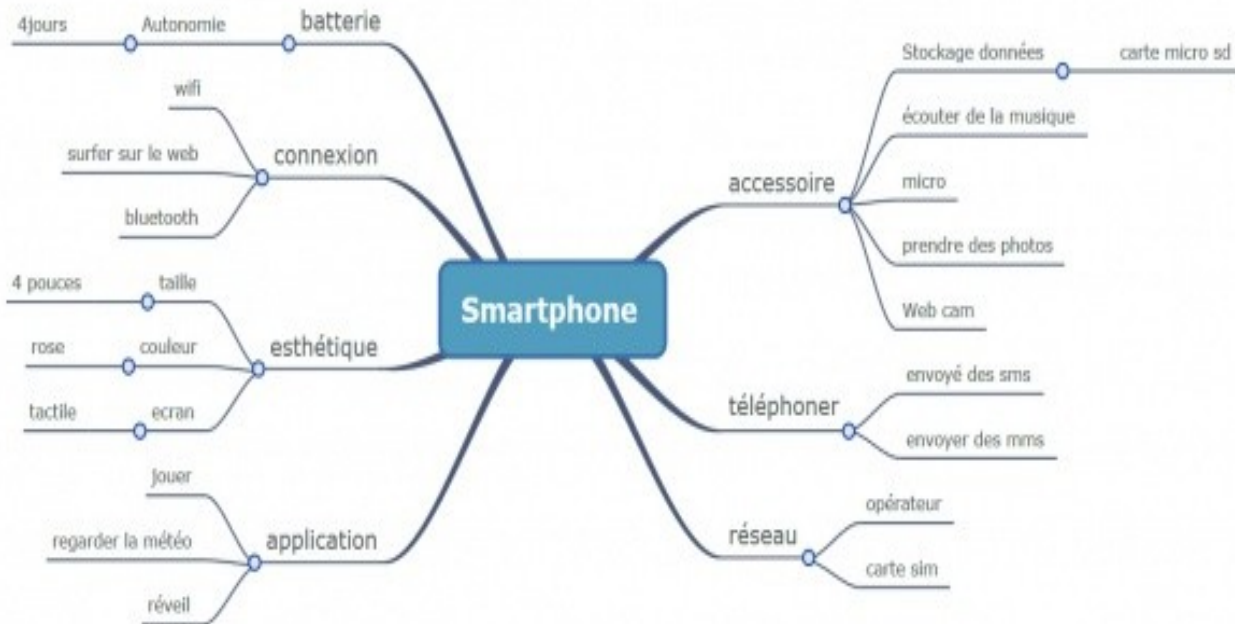 Smartphone
batterie
Autonomie
4jours
connexion
wifi
surfer sur le web
bluetooth
esthétique
taille
4 pouces
couleur
rose
ecran
tactile
application
jouer
regarder la météo
réveil
accessoire
Stockage données
carte micro sd
écouter de la musique
micro
prendre des photos
Web cam
téléphoner
envoyé des sms
envoyer des mms
réseau
opérateur
carte sim